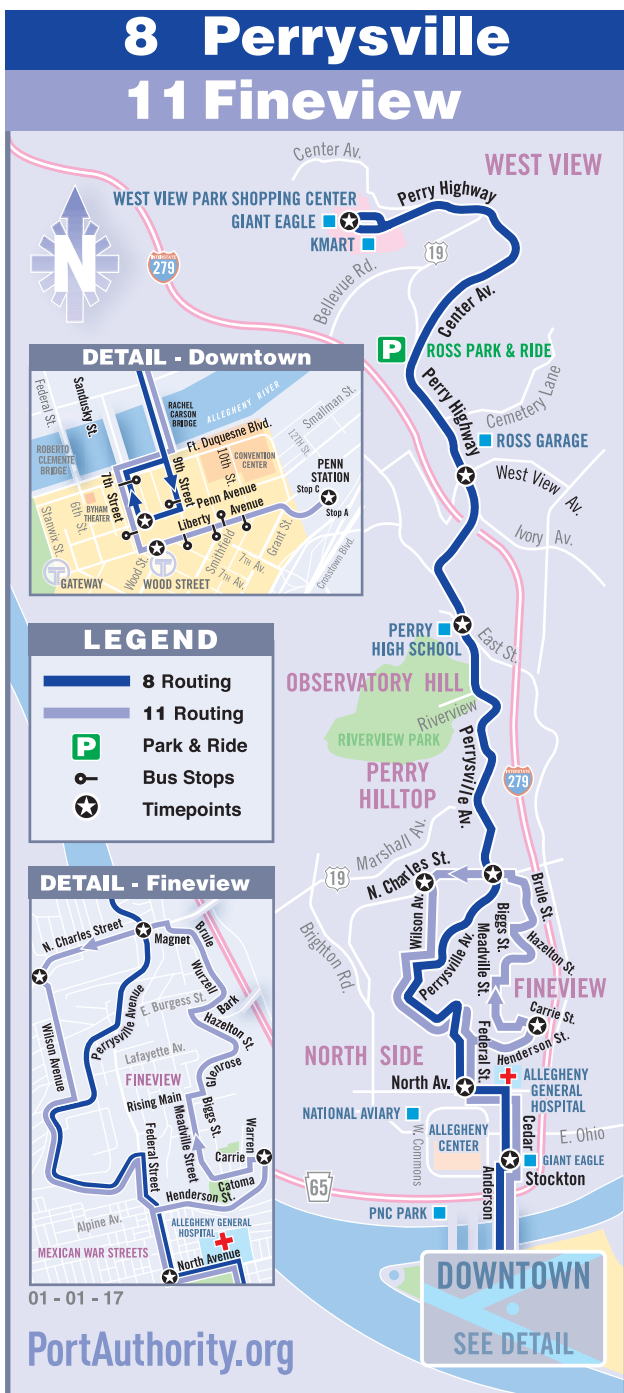 8 Perrysville
11 Fineview
Center Av.
WEST VIEW
WEST VIEW PARK SHOPPING CENTER
GIANT EAGLE
KMART
Perry Highway
N
INTERSTATE
279
19
Bellevue Rd.
Center Av.
P
ROSS PARK & RIDE
Perry Highway
Cemetery Lane
ROSS GARAGE
West View Av.
Ivory Av.
DETAIL - Downtown
Federal St.
Sandusky St.
RACHEL
CARSON
BRIDGE
ALLEGHENY RIVER
Smallman St.
ROBERTO
CLEMENTE
BRIDGE
Ft. Duquesne Blvd.
12TH St.
7th Street
9th Street
10th St.
CONVENTION
CENTER
PENN
STATION
Stop C
Stop A
Penn Avenue
BYHAM
THEATER
6th St.
Stanwix St.
Liberty Avenue
Wood St.
Smithfield
Grant St.
7TH Av.
7TH Av.
Crosstown Blvd.
T
GATEWAY
T
WOOD STREET
LEGEND
8 Routing
11 Routing
P
Park & Ride
Bus Stops
Timepoints
PERRY
HIGH SCHOOL
East St.
OBSERVATORY HILL
Riverview
RIVERVIEW PARK
PERRY
HILLTOP
Perrysville Av.
INTERSTATE
279
Marshall Av.
19
N. Charles St.
Brighton Rd.
Wilson Av.
Perrysville Av.
Meadville St.
Biggs St.
Brule St.
Hazelton St.
FINEVIEW
Carrie St.
Henderson St.
Federal St.
NORTH SIDE
North Av.
ALLEGHENY
GENERAL
HOSPITAL
NATIONAL AVIARY
W. Commons
ALLEGHENY
CENTER
Cedar
E. Ohio
GIANT EAGLE
Stockton
Anderson
65
PNC PARK
DOWNTOWN
SEE DETAIL
DETAIL - Fineview
N. Charles Street
Magnet
Brule
Wurzell
Bark
E. Burgess St.
Hazelton St.
Perrysville Avenue
Wilson Avenue
Lafayette Av.
Glenrose
FINEVIEW
Rising Main
Biggs St.
Meadville Street
Warren
Carrie
Catoma
Federal Street
Henderson St.
Alpine Av.
ALLEGHENY GENERAL
HOSPITAL
MEXICAN WAR STREETS
North Avenue
01 - 01 - 17
PortAuthority.org